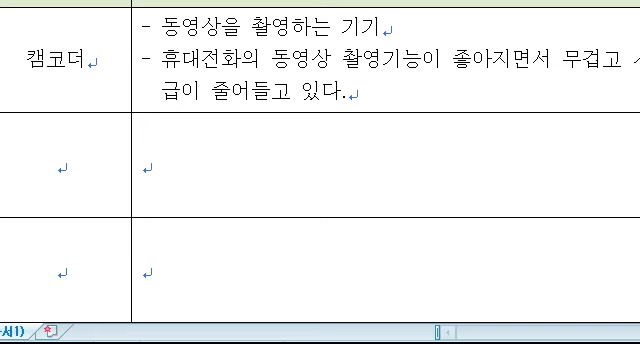 - 동영상을 촬영하는 기기
캠코더
- 휴대전화의 동영상 촬영기능이 좋아지면서 무겁고
급이 줄어들고 있다.
서1)